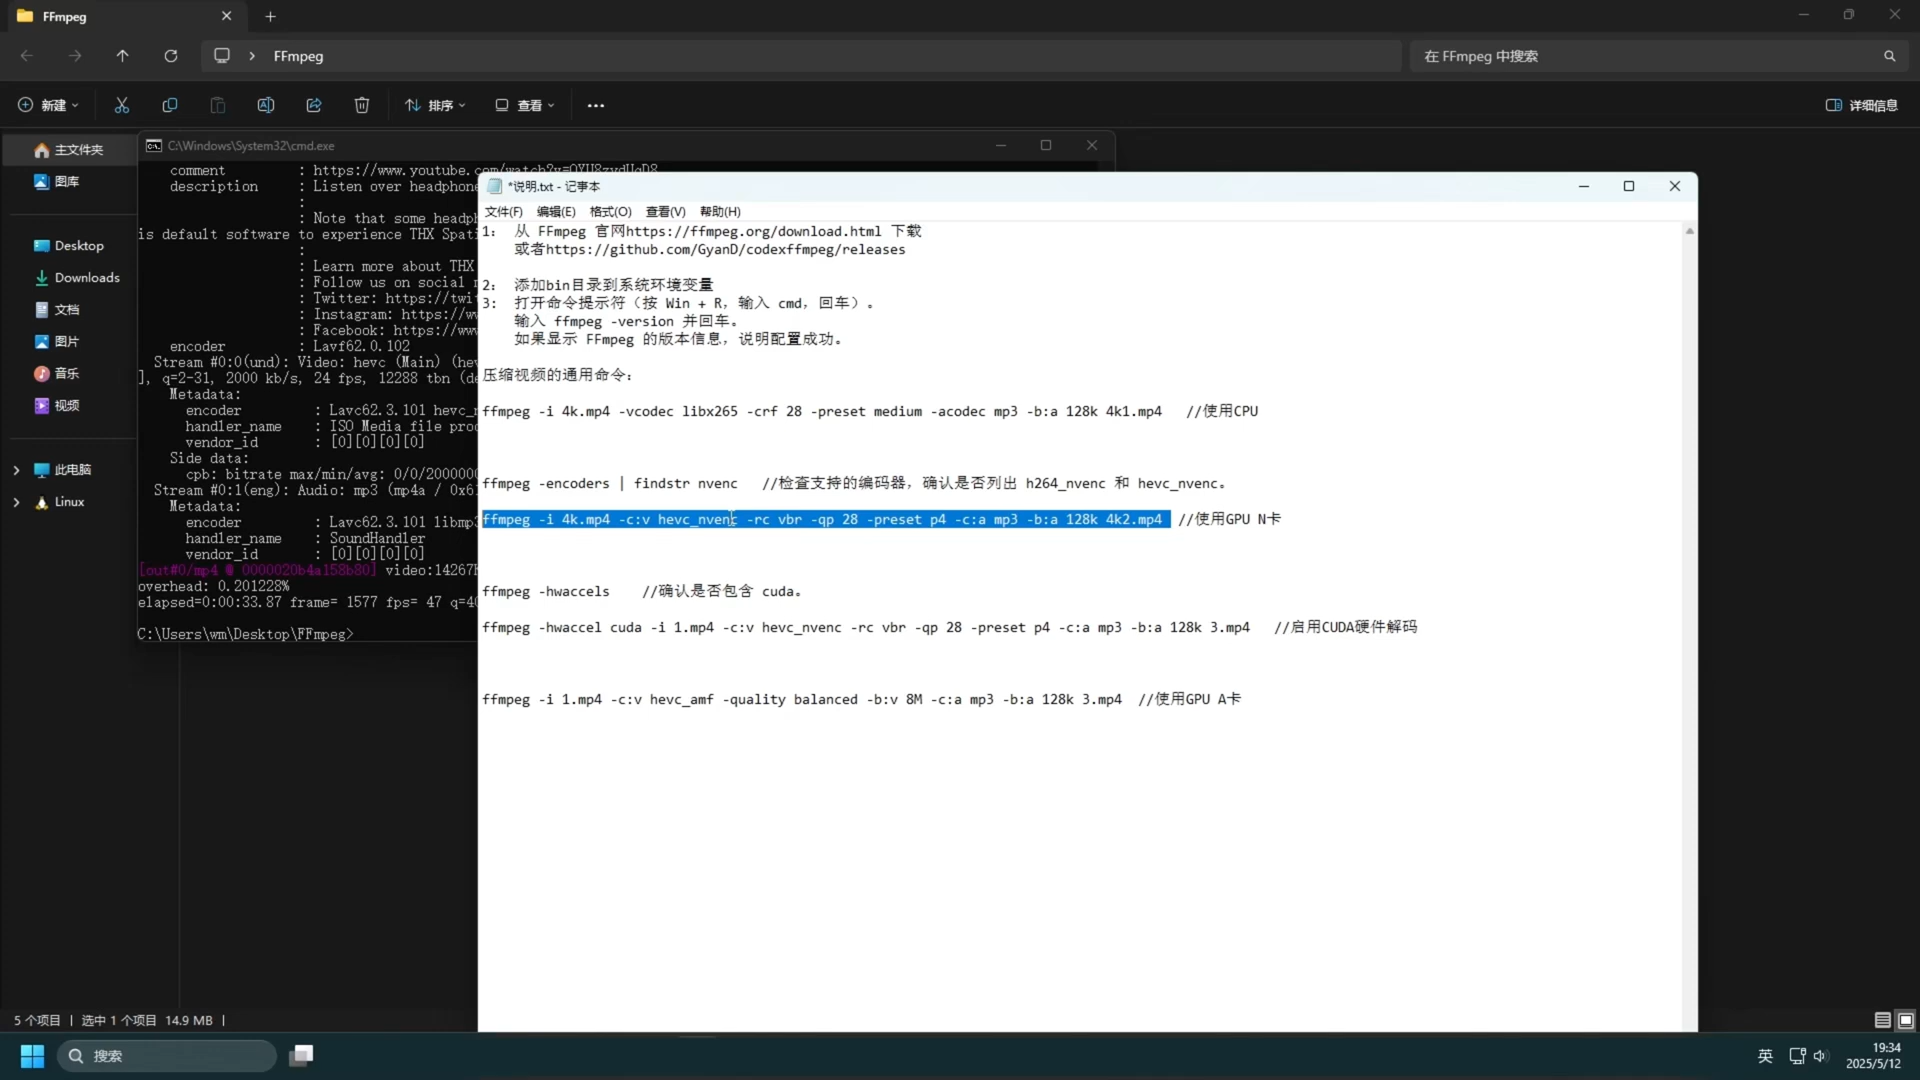 FFmpeg
FFmpeg
在 FFmpeg 中搜索
新建
排序
查看
详细信息
主文件夹
图库
Desktop
Downloads
文档
图片
音乐
视频
此电脑
Linux
C:\Windows\System32\cmd.exe
description : Listen over headphone
:
: Note that some headph
is default software to experience THX Spati
:
: Learn more about THX
: Follow us on social
: Twitter: https://twi
: Instagram: https://ww
: Facebook: https://www
encoder : Lavf62.0.102
Stream #0:0(und): Video: hevc (Main) (hev
], q=2-31, 2000 kb/s, 24 fps, 12288 tbn (de
Metadata:
encoder : Lavc62.3.101 hevc_n
handler_name : ISO Media file prod
vendor_id : [0][0][0][0]
Side data:
cpb: bitrate max/min/avg: 0/0/2000000
Stream #0:1(eng): Audio: mp3 (mp4a / 0x61
Metadata:
encoder : Lavc62.3.101 libmp3
handler_name : SoundHandler
vendor_id : [0][0][0][0]
[out#0/mp4 @ 0000020b4a158b80] video:14267K
overhead: 0.201228%
elapsed=0:00:33.87 frame= 1577 fps= 47 q=40
C:\Users\wm\Desktop\FFmpeg>
*说明.txt - 记事本
文件(F) 编辑(E) 格式(O) 查看(V) 帮助(H)
1: 从 FFmpeg 官网https://ffmpeg.org/download.html 下载
或者https://github.com/GyanD/codexffmpeg/releases
2: 添加bin目录到系统环境变量
3: 打开命令提示符（按 Win + R，输入 cmd，回车）。
输入 ffmpeg -version 并回车。
如果显示 FFmpeg 的版本信息，说明配置成功。
压缩视频的通用命令：
ffmpeg -i 4k.mp4 -vcodec libx265 -crf 28 -preset medium -acodec mp3 -b:a 128k 4k1.mp4 //使用CPU
ffmpeg -encoders | findstr nvenc //检查支持的编码器，确认是否列出 h264_nvenc 和 hevc_nvenc。
ffmpeg -i 4k.mp4 -c:v hevc_nvenc -rc vbr -qp 28 -preset p4 -c:a mp3 -b:a 128k 4k2.mp4 //使用GPU N卡
ffmpeg -hwaccels //确认是否包含 cuda。
ffmpeg -hwaccel cuda -i 1.mp4 -c:v hevc_nvenc -rc vbr -qp 28 -preset p4 -c:a mp3 -b:a 128k 3.mp4 //启用CUDA硬件解码
ffmpeg -i 1.mp4 -c:v hevc_amf -quality balanced -b:v 8M -c:a mp3 -b:a 128k 3.mp4 //使用GPU A卡
5 个项目 | 选中 1 个项目 14.9 MB |
搜索
英
19:34
2025/5/12